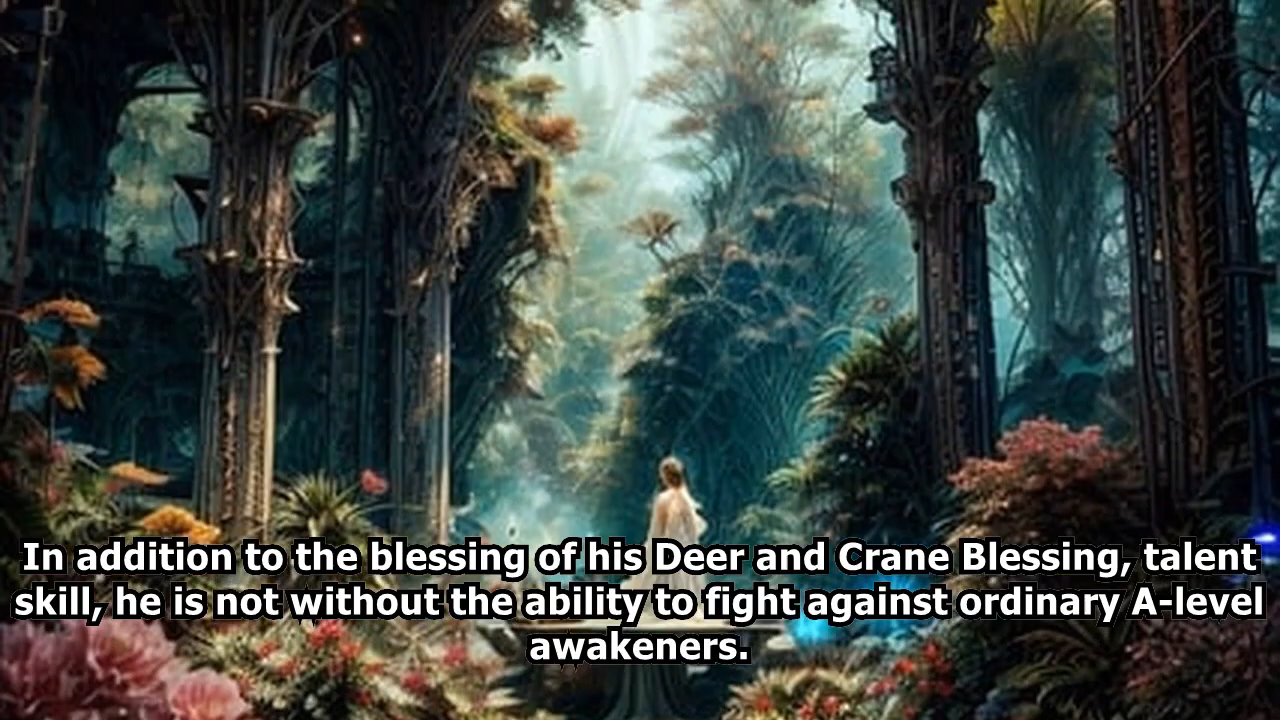 In addition to the blessing of his Deer and Crane Blessing, talent
skill, he is not without the ability to fight against ordinary A-level
awakeners.